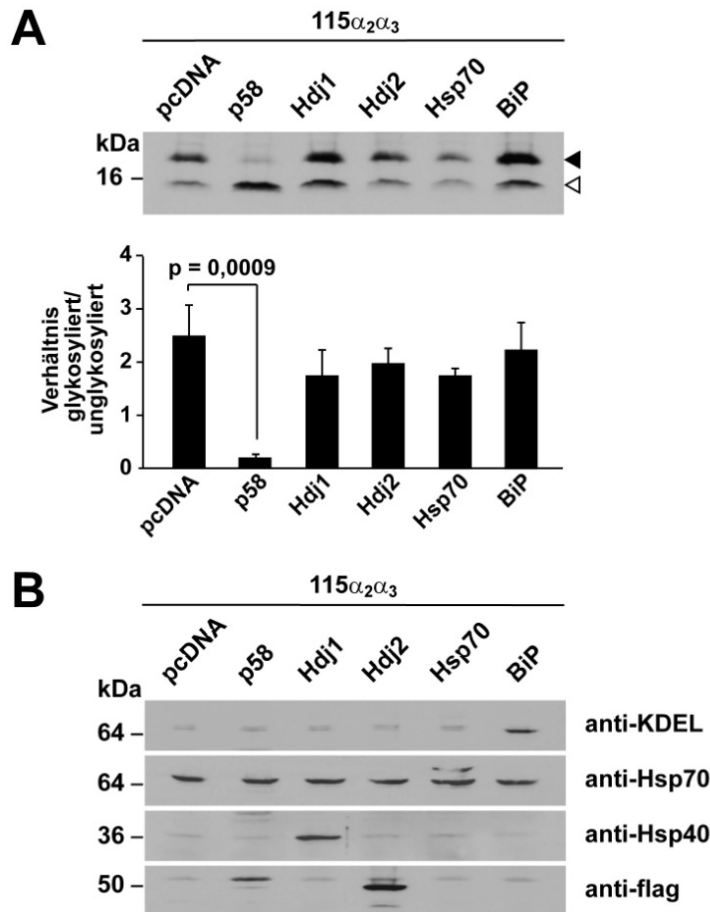 A
115α₂α₃
pcDNA p58 Hdj1 Hdj2 Hsp70 BiP
kDa
16
4
p = 0,0009
3
2
1
0
Verhältnis
glykosyliert/
unglykosyliert
pcDNA p58 Hdj1 Hdj2 Hsp70 BiP
B
115α₂α₃
pcDNA p58 Hdj1 Hdj2 Hsp70 BiP
kDa
64 anti-KDEL
64 anti-Hsp70
36 anti-Hsp40
50 anti-flag